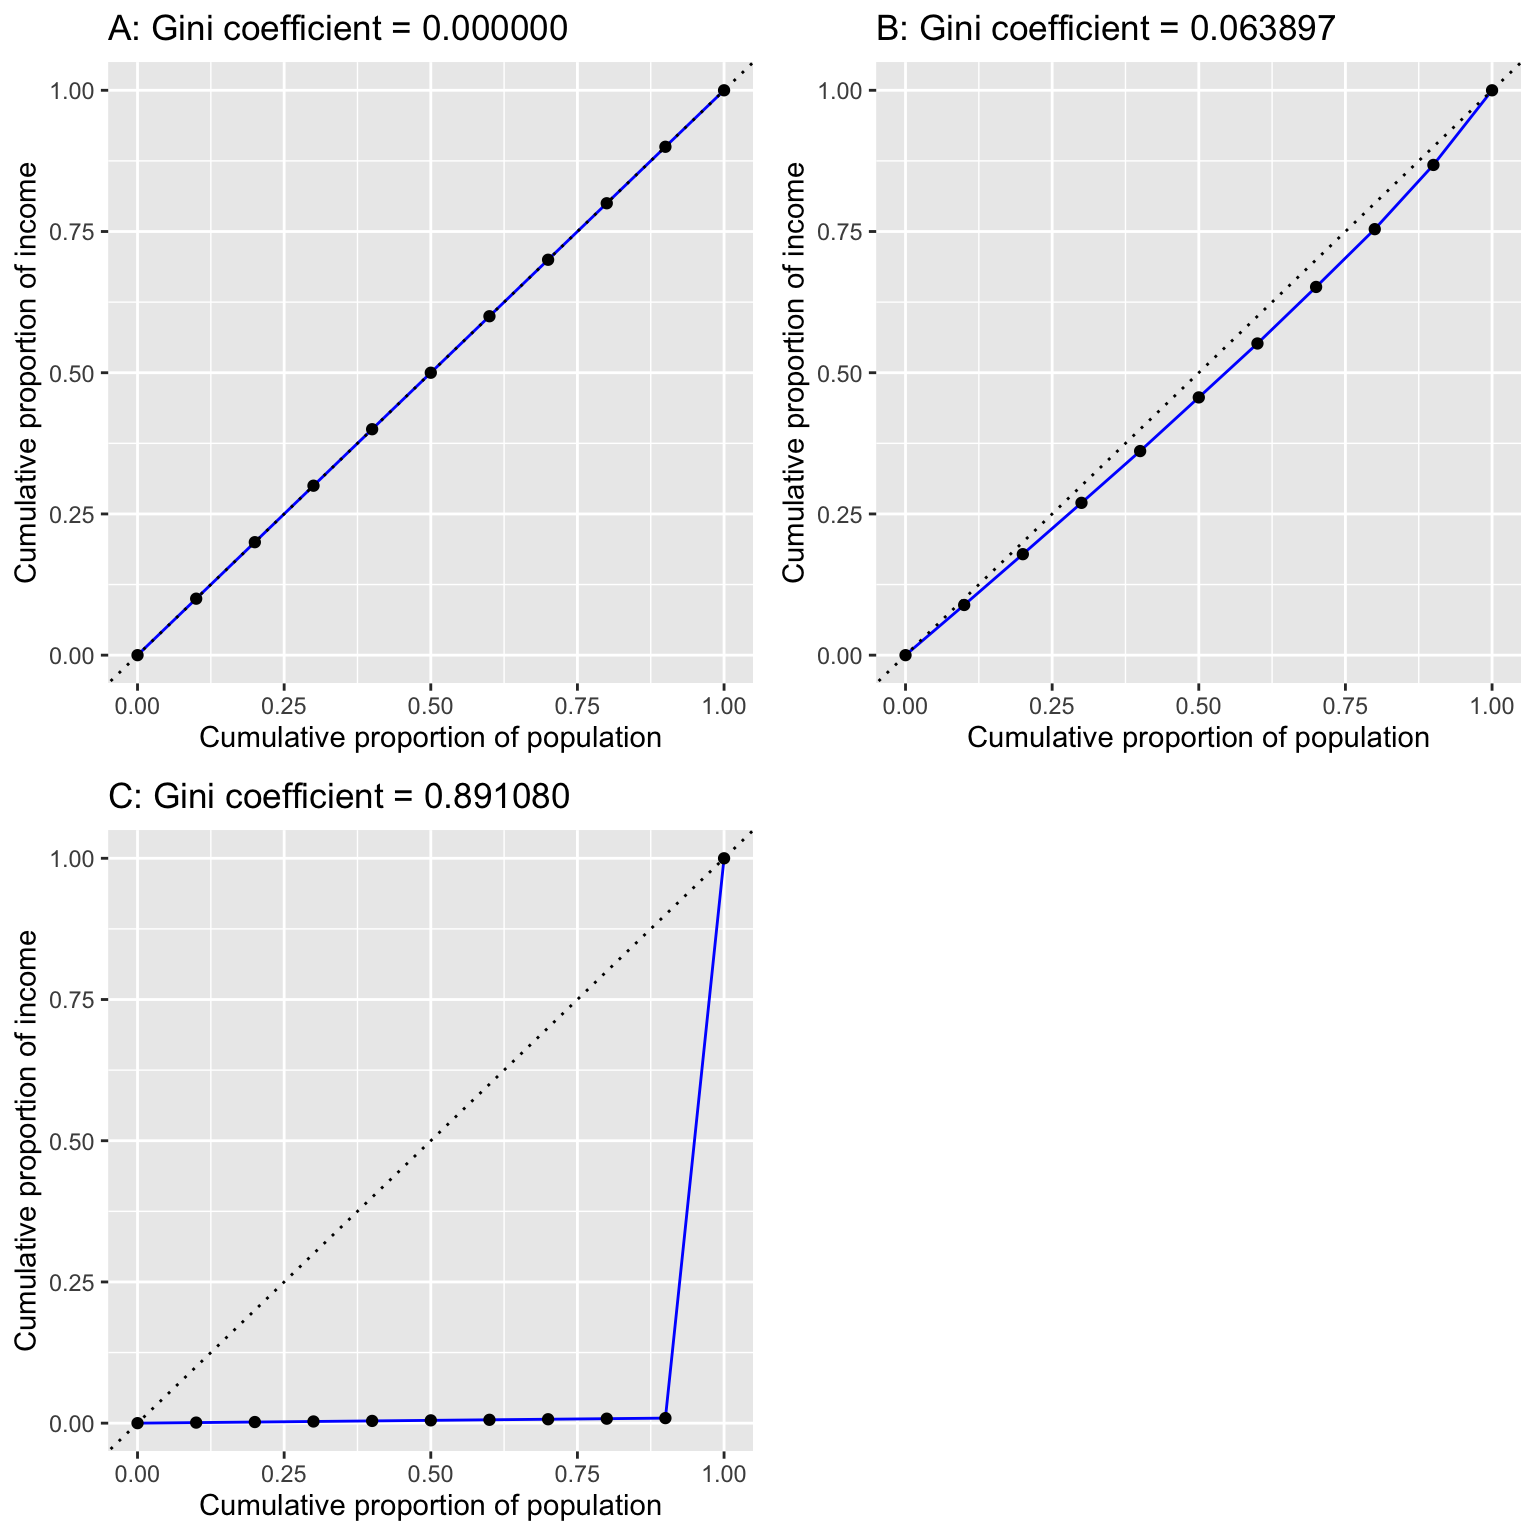 A: Gini coefficient = 0.000000
1.00
0.75
0.50
0.25
0.00
Cumulative proportion of income
0.00 0.25 0.50 0.75 1.00
Cumulative proportion of population
B: Gini coefficient = 0.063897
1.00
0.75
0.50
0.25
0.00
Cumulative proportion of income
0.00 0.25 0.50 0.75 1.00
Cumulative proportion of population
C: Gini coefficient = 0.891080
1.00
0.75
0.50
0.25
0.00
Cumulative proportion of income
0.00 0.25 0.50 0.75 1.00
Cumulative proportion of population